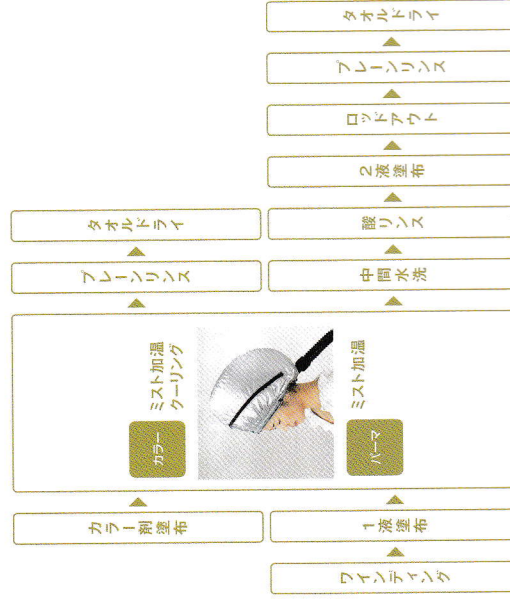 カラー剤塗布
カラー
ミスト加温
クーリング
プレーンリンス
タオルドライ
ワインディング
1液塗布
パーマ
ミスト加温
中間水洗
酸リンス
2液塗布
ロッドアウト
プレーンリンス
タオルドライ